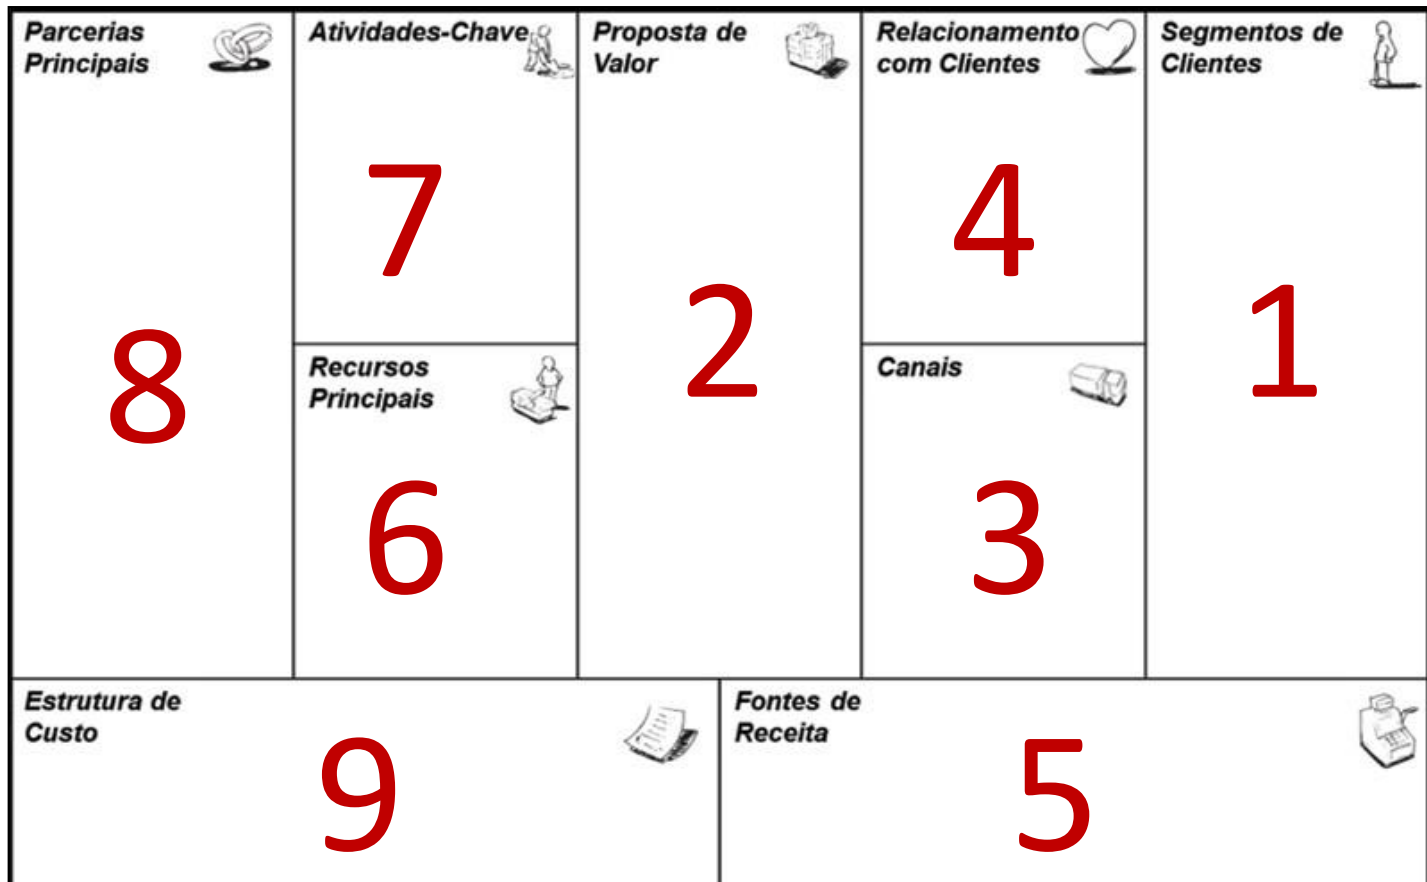 Parcerias
Principais
8
Atividades-Chave
7
Recursos
Principais
6
Proposta de
Valor
2
Relacionamento
com Clientes
4
Canais
3
Segmentos de
Clientes
1
Estrutura de
Custo
9
Fontes de
Receita
5